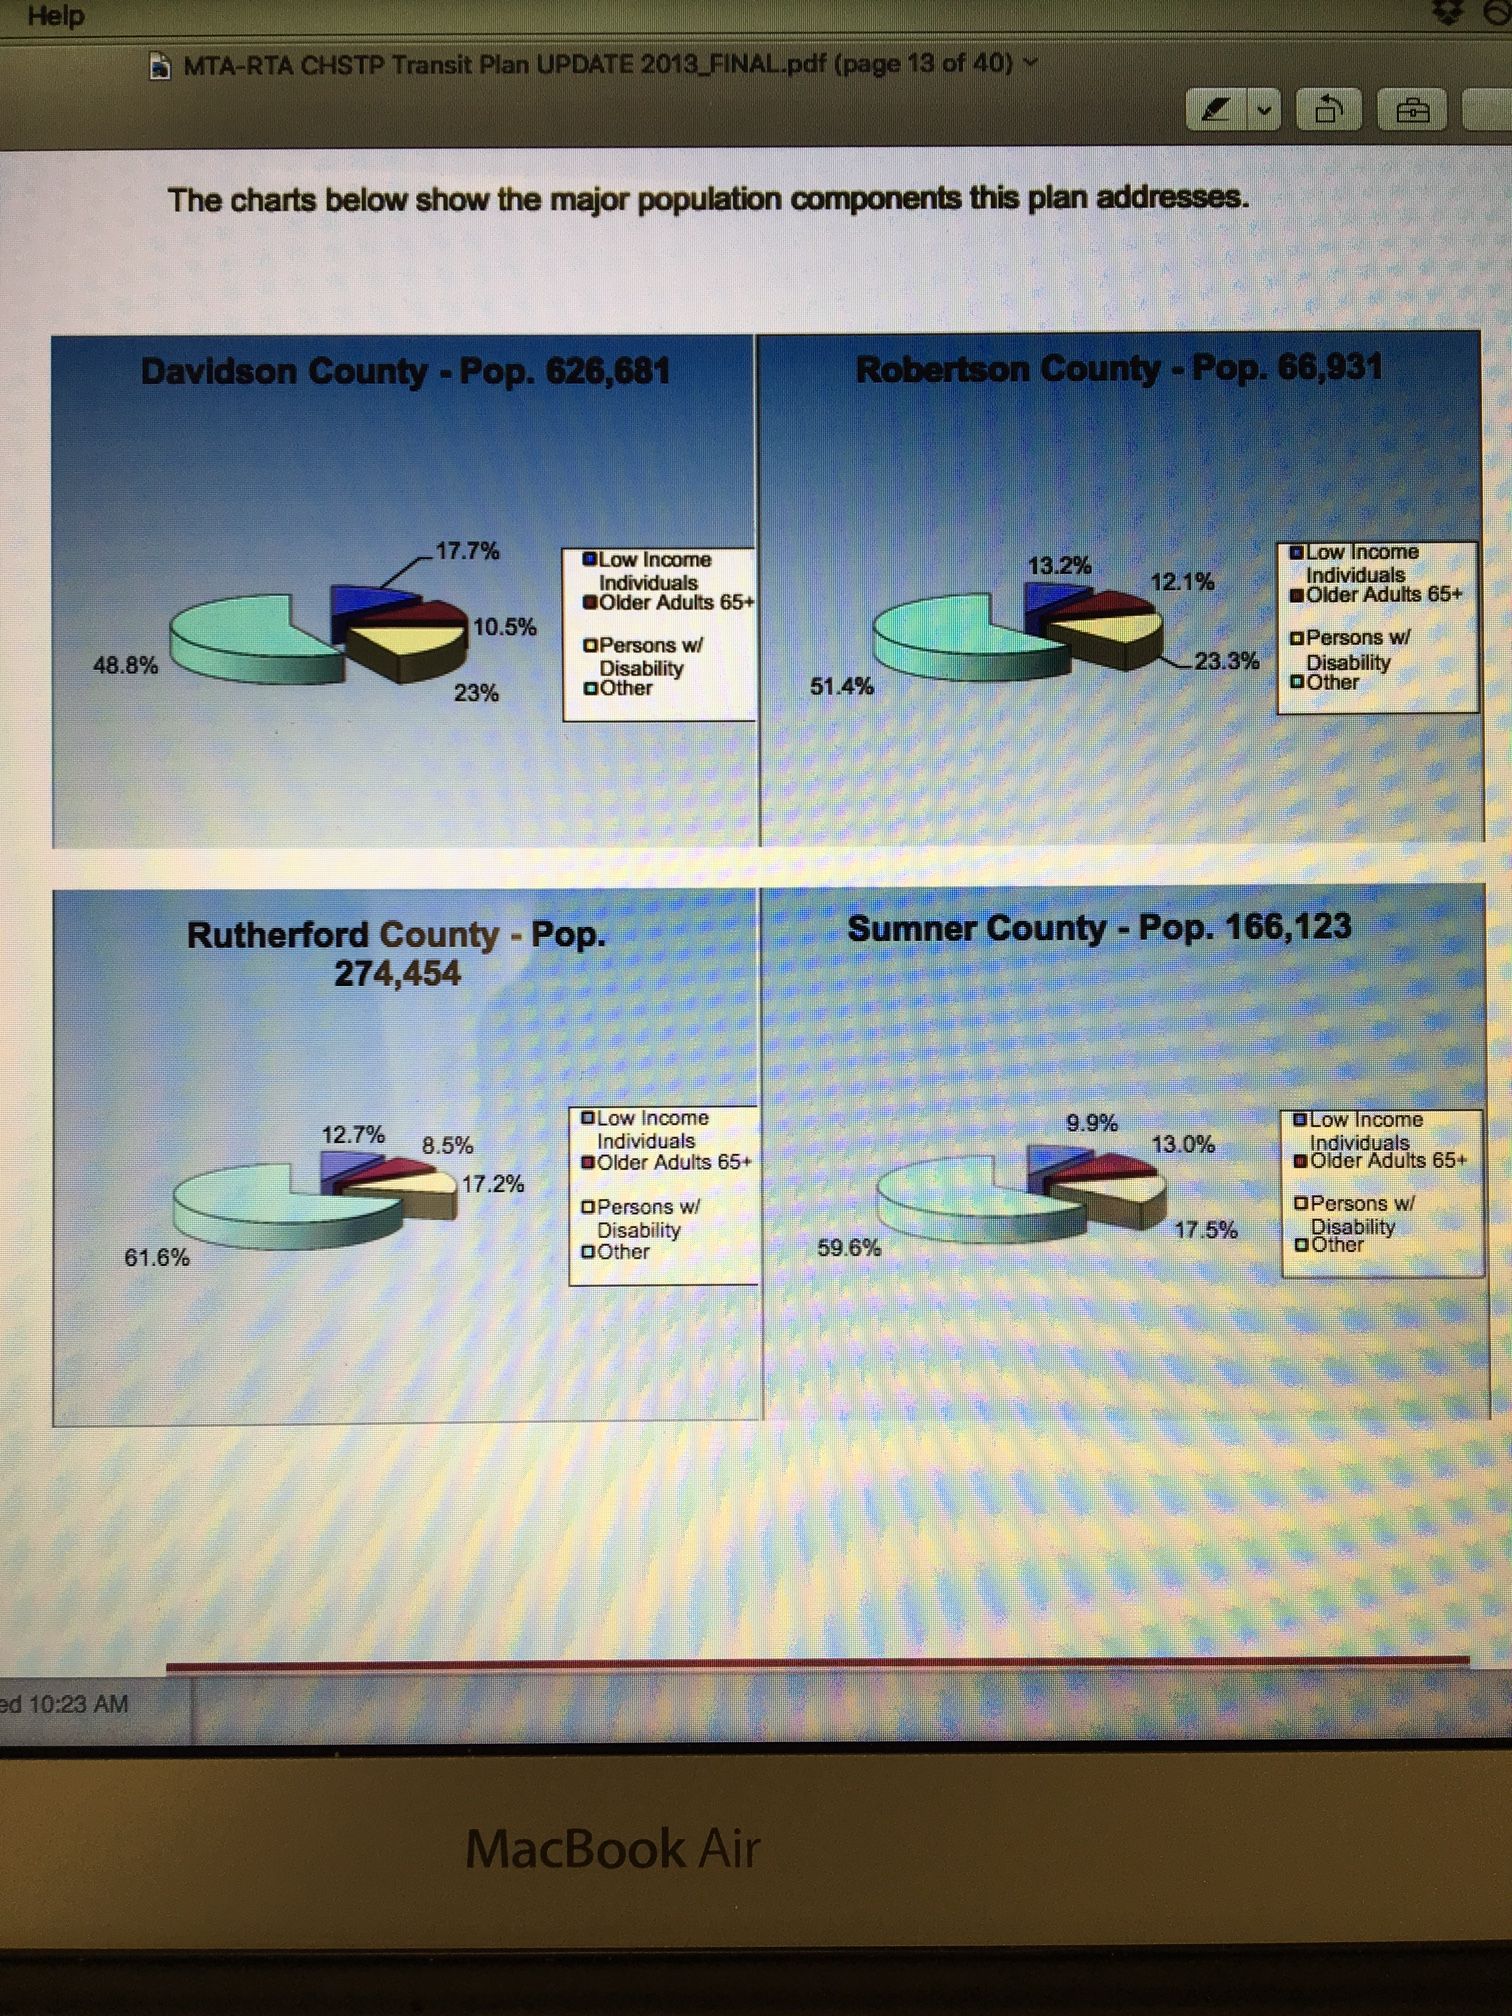 Help
MTA-RTA CHSTP Transit Plan UPDATE 2013_FINAL.pdf (page 13 of 40)
The charts below show the major population components this plan addresses.
Davidson County - Pop. 626,681
17.7%
10.5%
23%
48.8%
Low Income
Individuals
Older Adults 65+
Persons w/
Disability
Other
Robertson County - Pop. 66,931
13.2%
12.1%
23.3%
51.4%
Low Income
Individuals
Older Adults 65+
Persons w/
Disability
Other
Rutherford County - Pop.
274,454
12.7%
8.5%
17.2%
61.6%
Low Income
Individuals
Older Adults 65+
Persons w/
Disability
Other
Sumner County - Pop. 166,123
9.9%
13.0%
17.5%
59.6%
Low Income
Individuals
Older Adults 65+
Persons w/
Disability
Other
ed 10:23 AM
MacBook Air